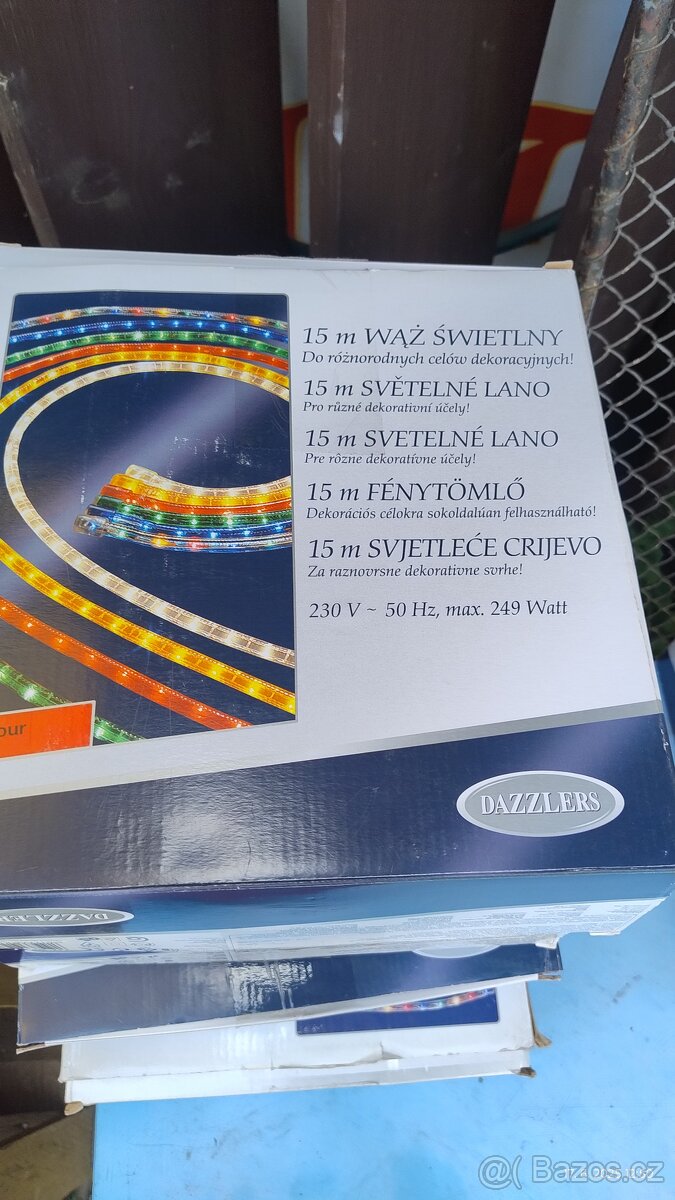 15 m WĄŻ ŚWIETLNY
Do różnorodnych celów dekoracyjnych!
15 m SVĚTELNÉ LANO
Pro různé dekorativní účely!
15 m SVETELNÉ LANO
Pre rôzne dekoratívne účely!
15 m FÉNYTÖMLŐ
Dekorációs célokra sokoldalúan felhasználható!
15 m SVJETLEĆE CRIJEVO
Za raznovrsne dekorativne svrhe!
230 V ~ 50 Hz, max. 249 Watt
our
DAZZLERS
DAZZLERS
@ Bazos.cz